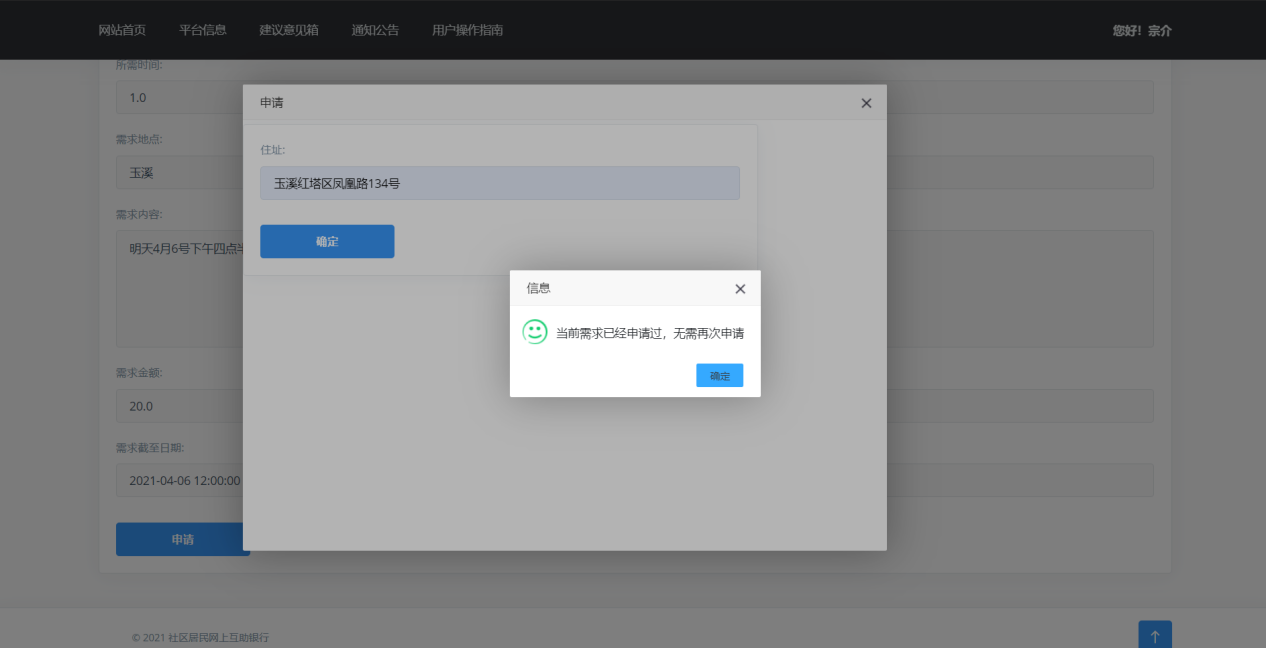 网站首页 平台信息 建议意见箱 通知公告 用户操作指南 您好！宗介
所需时间:
1.0
申请
需求地点:
住址:
玉溪
玉溪红塔区凤凰路134号
需求内容:
确定
明天4月6号下午四点半
信息
当前需求已经申请过，无需再次申请
需求金额:
确定
20.0
需求截至日期:
2021-04-06 12:00:00
申请
© 2021 社区居民网上互助银行